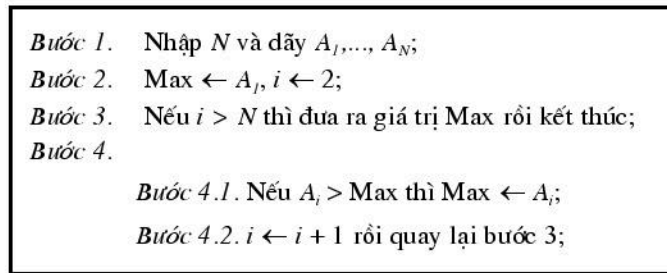 Bước 1. Nhập N và dãy A₁,..., Aₙ;
Bước 2. Max ← A₁, i ← 2;
Bước 3. Nếu i > N thì đưa ra giá trị Max rồi kết thúc;
Bước 4.
Bước 4.1. Nếu Aᵢ > Max thì Max ← Aᵢ;
Bước 4.2. i ← i + 1 rồi quay lại bước 3;